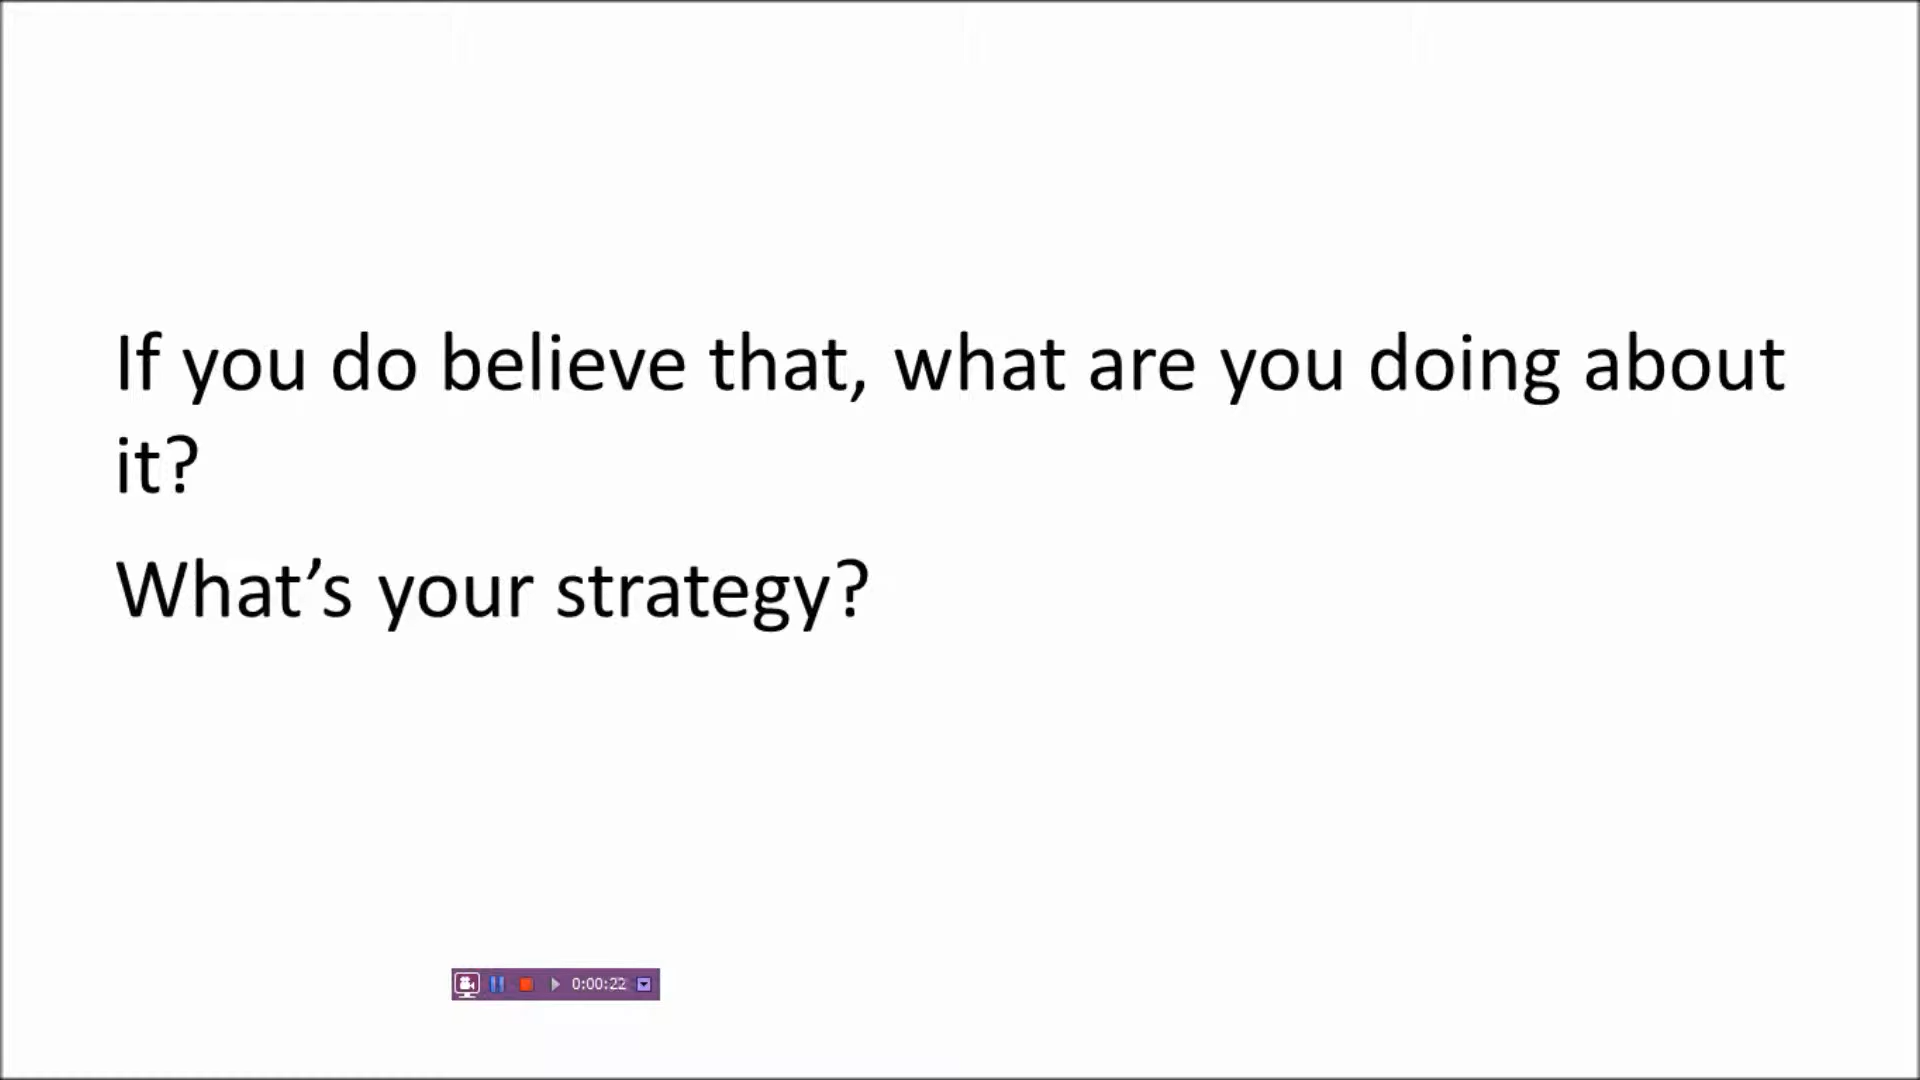 If you do believe that, what are you doing about
it?
What’s your strategy?
0:00:22